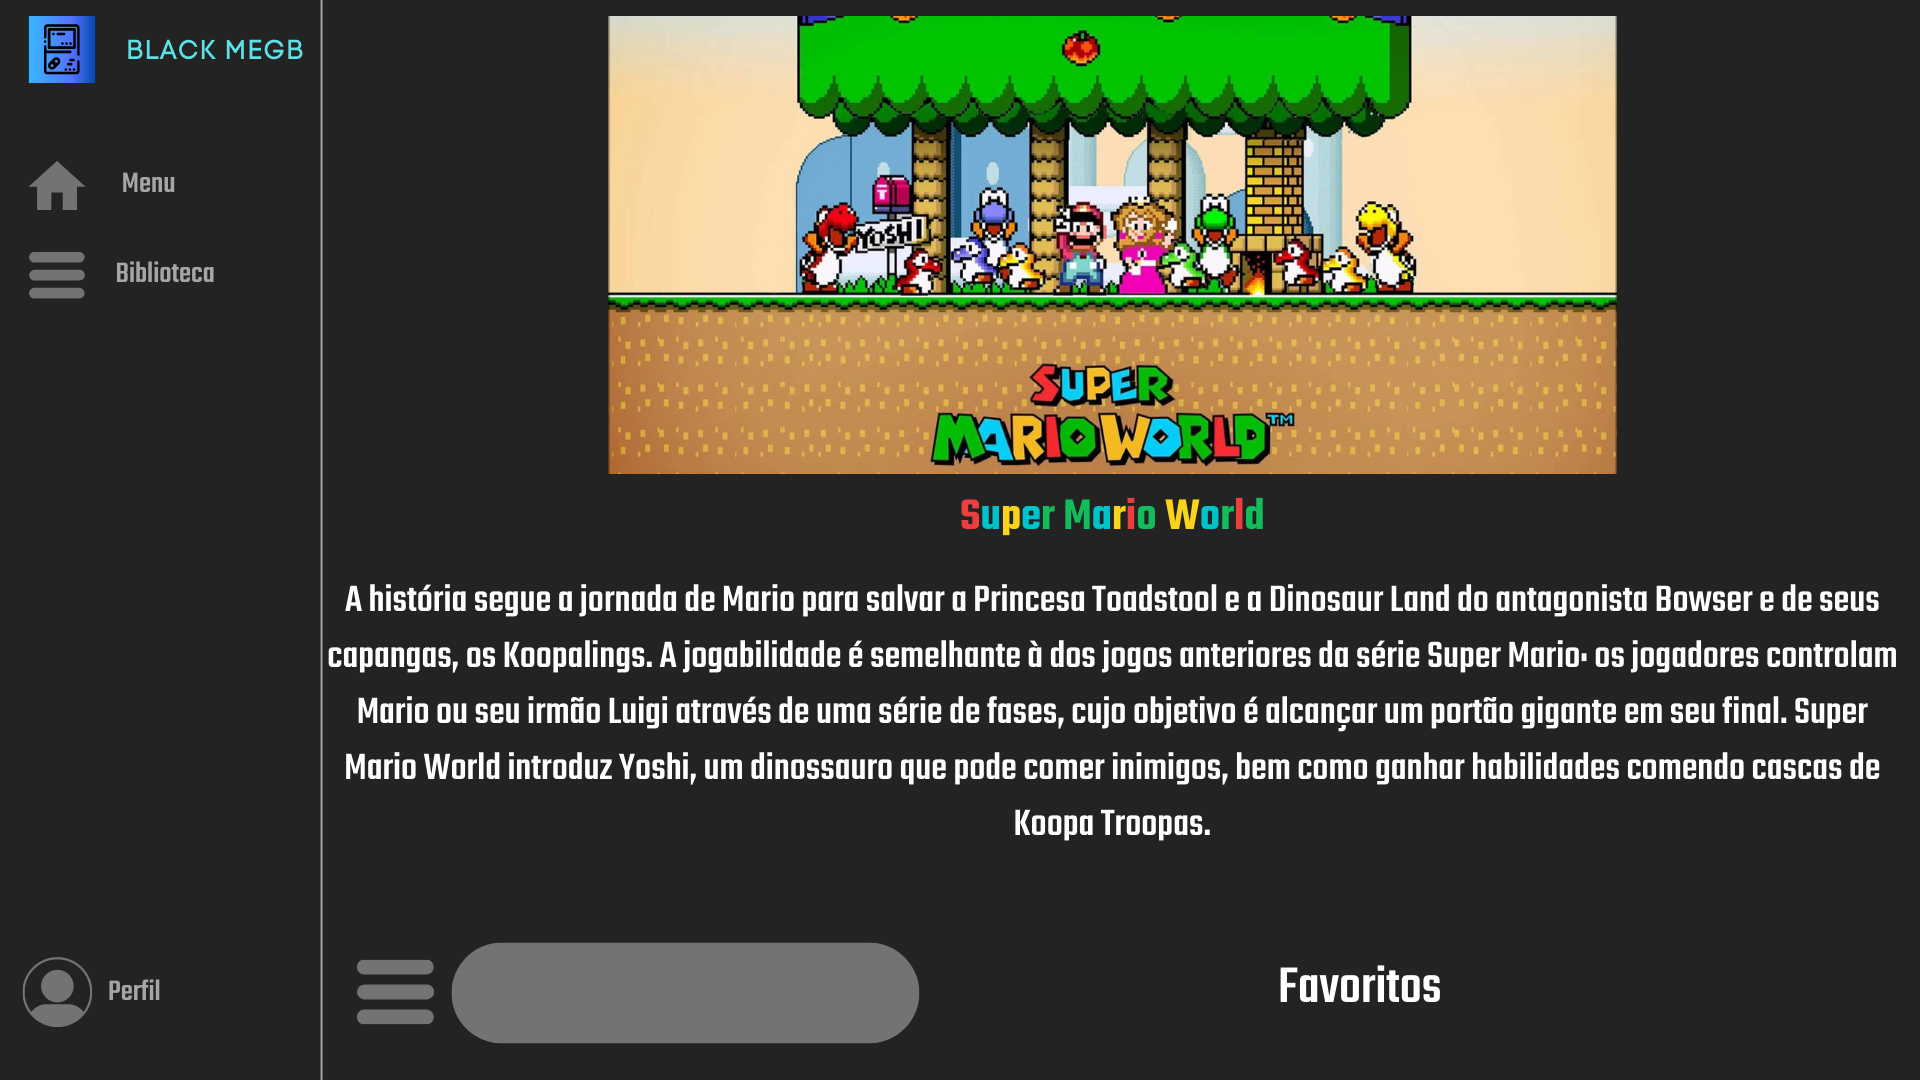 BLACK MEGB
Menu
Biblioteca
Perfil
T
YOSHI
SUPER
MARIO WORLD™
Super Mario World
A história segue a jornada de Mario para salvar a Princesa Toadstool e a Dinosaur Land do antagonista Bowser e de seus
capangas, os Koopalings. A jogabilidade é semelhante à dos jogos anteriores da série Super Mario: os jogadores controlam
Mario ou seu irmão Luigi através de uma série de fases, cujo objetivo é alcançar um portão gigante em seu final. Super
Mario World introduz Yoshi, um dinossauro que pode comer inimigos, bem como ganhar habilidades comendo cascas de
Koopa Troopas.
Favoritos